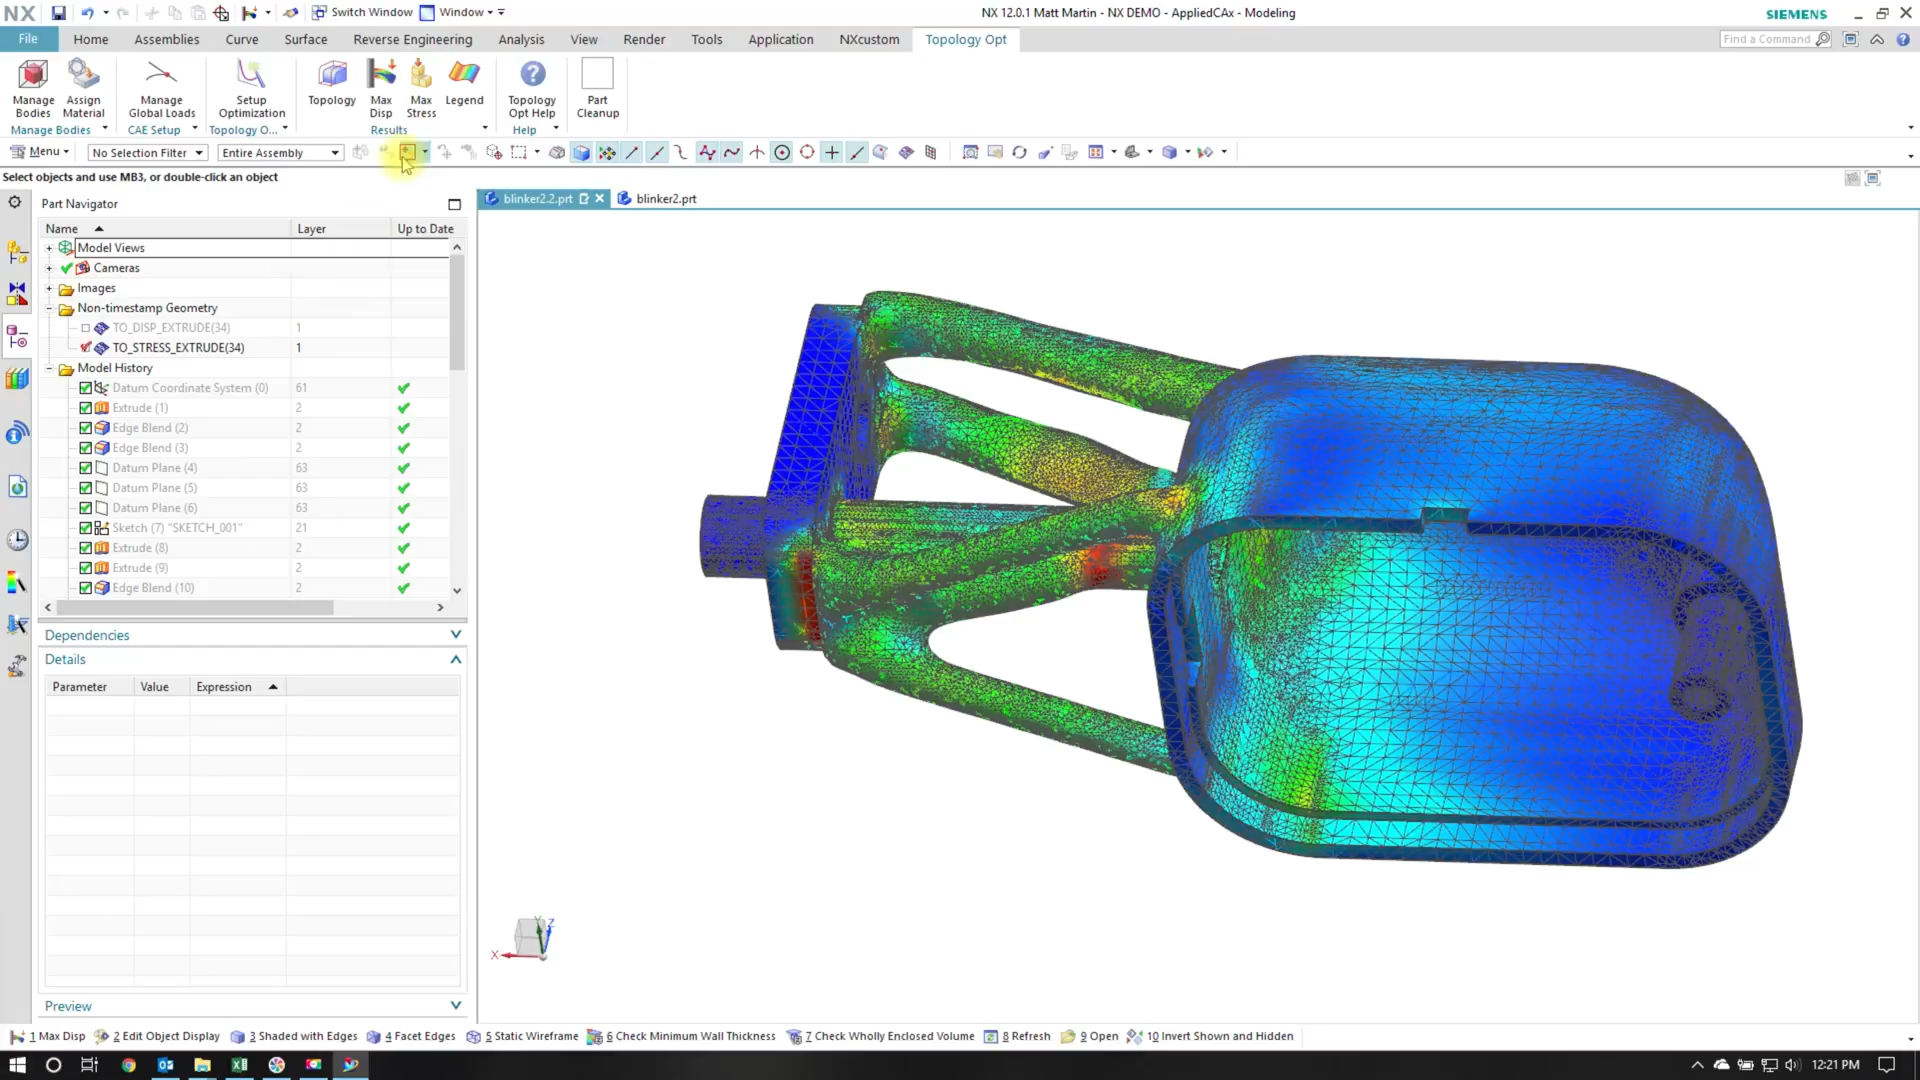 NX
Switch Window
Window
NX 12.0.1 Matt Martin - NX DEMO - AppliedCAx - Modeling
SIEMENS
File
Home
Assemblies
Curve
Surface
Reverse Engineering
Analysis
View
Render
Tools
Application
NXcustom
Topology Opt
Find a Command
Manage Bodies
Assign Material
Manage Global Loads
Setup Optimization
Topology
Max Disp
Max Stress
Legend
Topology Opt Help
Part Cleanup
Manage Bodies
CAE Setup
Topology O...
Results
Help
Menu
No Selection Filter
Entire Assembly
Select objects and use MB3, or double-click an object
Part Navigator
blinker2.2.prt
blinker2.prt
Name Layer Up to Date
Model Views
Cameras
Images
Non-timestamp Geometry
TO_DISP_EXTRUDE(34) 1
TO_STRESS_EXTRUDE(34) 1
Model History
Datum Coordinate System (0) 61
Extrude (1) 2
Edge Blend (2) 2
Edge Blend (3) 2
Datum Plane (4) 63
Datum Plane (5) 63
Datum Plane (6) 63
Sketch (7) "SKETCH_001" 21
Extrude (8) 2
Extrude (9) 2
Edge Blend (10) 2
Dependencies
Details
Parameter Value Expression
Y
Z
X
Preview
1 Max Disp
2 Edit Object Display
3 Shaded with Edges
4 Facet Edges
5 Static Wireframe
6 Check Minimum Wall Thickness
7 Check Wholly Enclosed Volume
8 Refresh
9 Open
10 Invert Shown and Hidden
12:21 PM